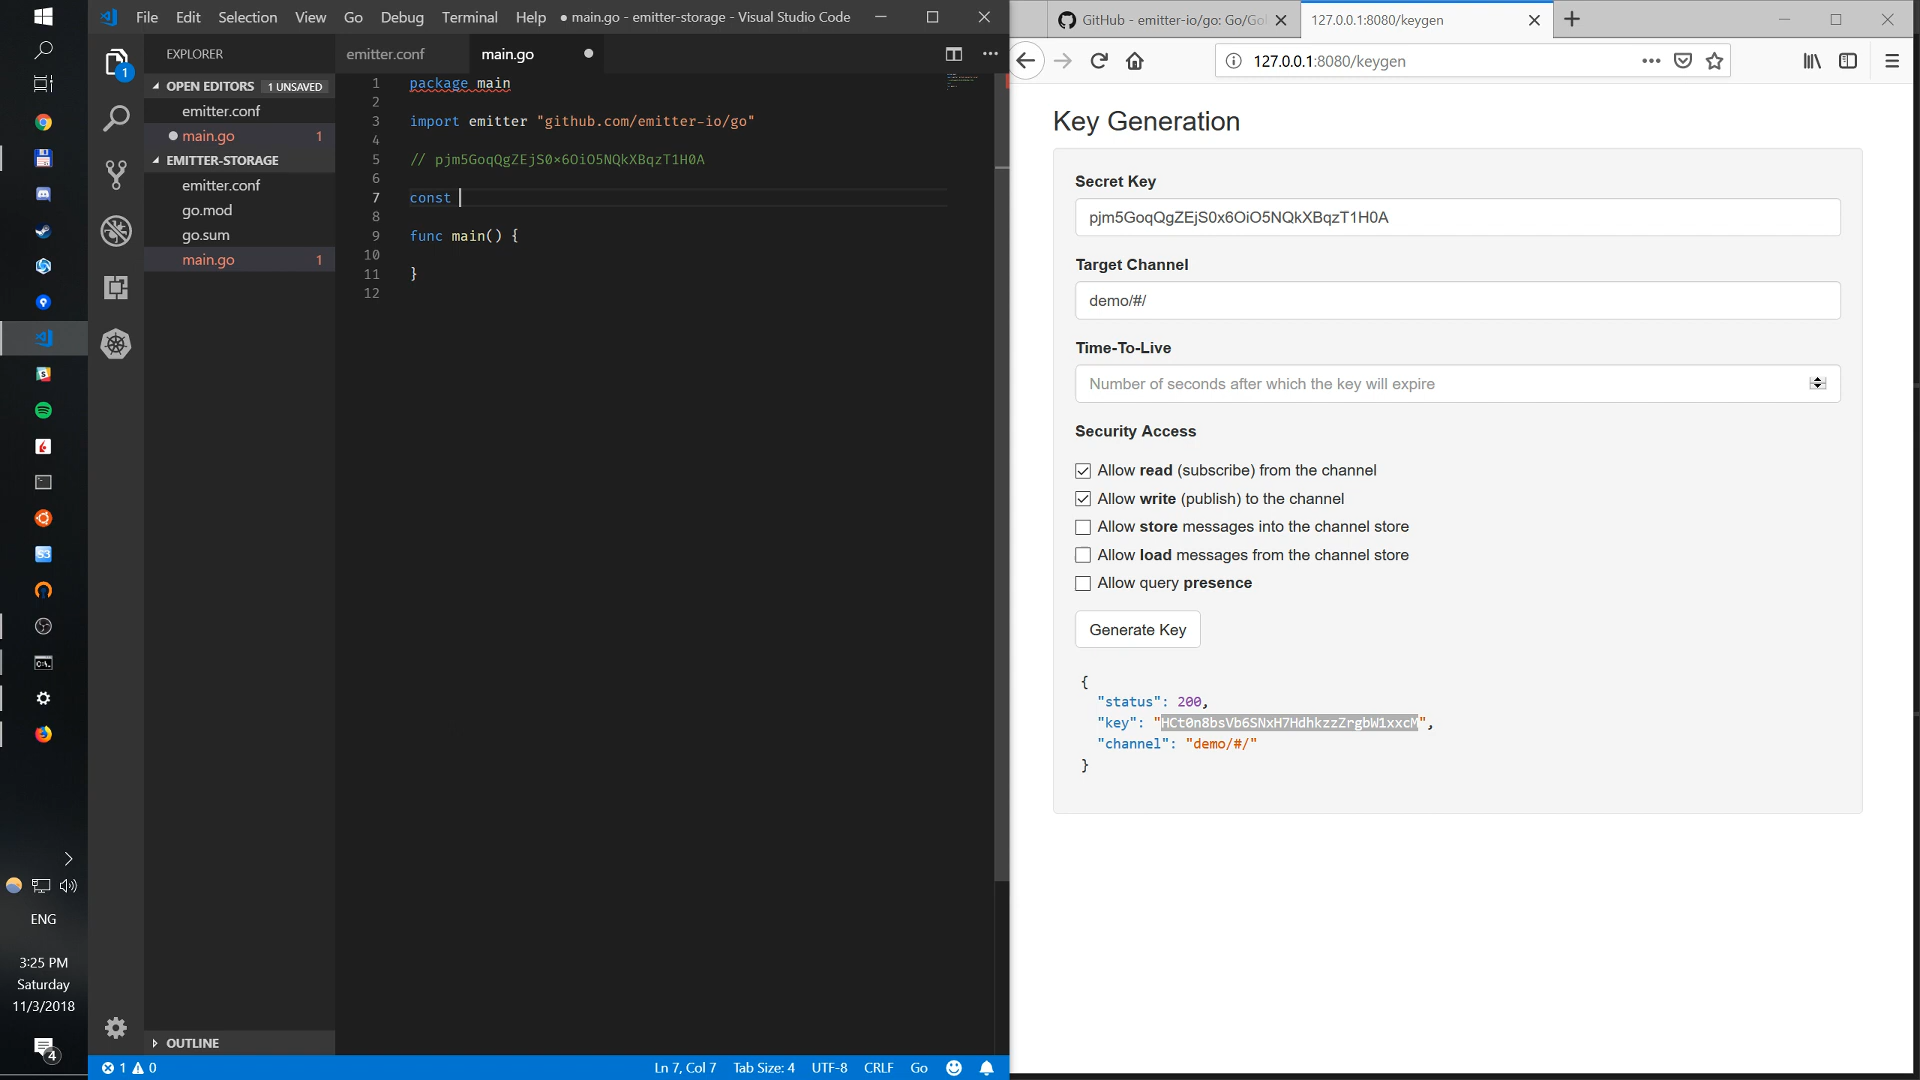 File Edit Selection View Go Debug Terminal Help
● main.go - emitter-storage - Visual Studio Code
EXPLORER
OPEN EDITORS 1 UNSAVED
emitter.conf
main.go 1
EMITTER-STORAGE
emitter.conf
go.mod
go.sum
main.go 1
OUTLINE
1
emitter.conf
main.go
1 package main
2
3 import emitter "github.com/emitter-io/go"
4
5 // pjm5GoqQgZEjS0×6OiO5NQkXBqzT1H0A
6
7 const
8
9 func main() {
10
11 }
12
1 0
Ln 7, Col 7 Tab Size: 4 UTF-8 CRLF Go
ENG
3:25 PM
Saturday
11/3/2018
4
GitHub - emitter-io/go: Go/Gol
127.0.0.1:8080/keygen
127.0.0.1:8080/keygen
Key Generation
Secret Key
pjm5GoqQgZEjS0x6OiO5NQkXBqzT1H0A
Target Channel
demo/#/
Time-To-Live
Number of seconds after which the key will expire
Security Access
Allow read (subscribe) from the channel
Allow write (publish) to the channel
Allow store messages into the channel store
Allow load messages from the channel store
Allow query presence
Generate Key
{
"status": 200,
"key": "HCt0n8bsVb6SNxH7HdhkzzZrgbW1xxcM",
"channel": "demo/#/"
}